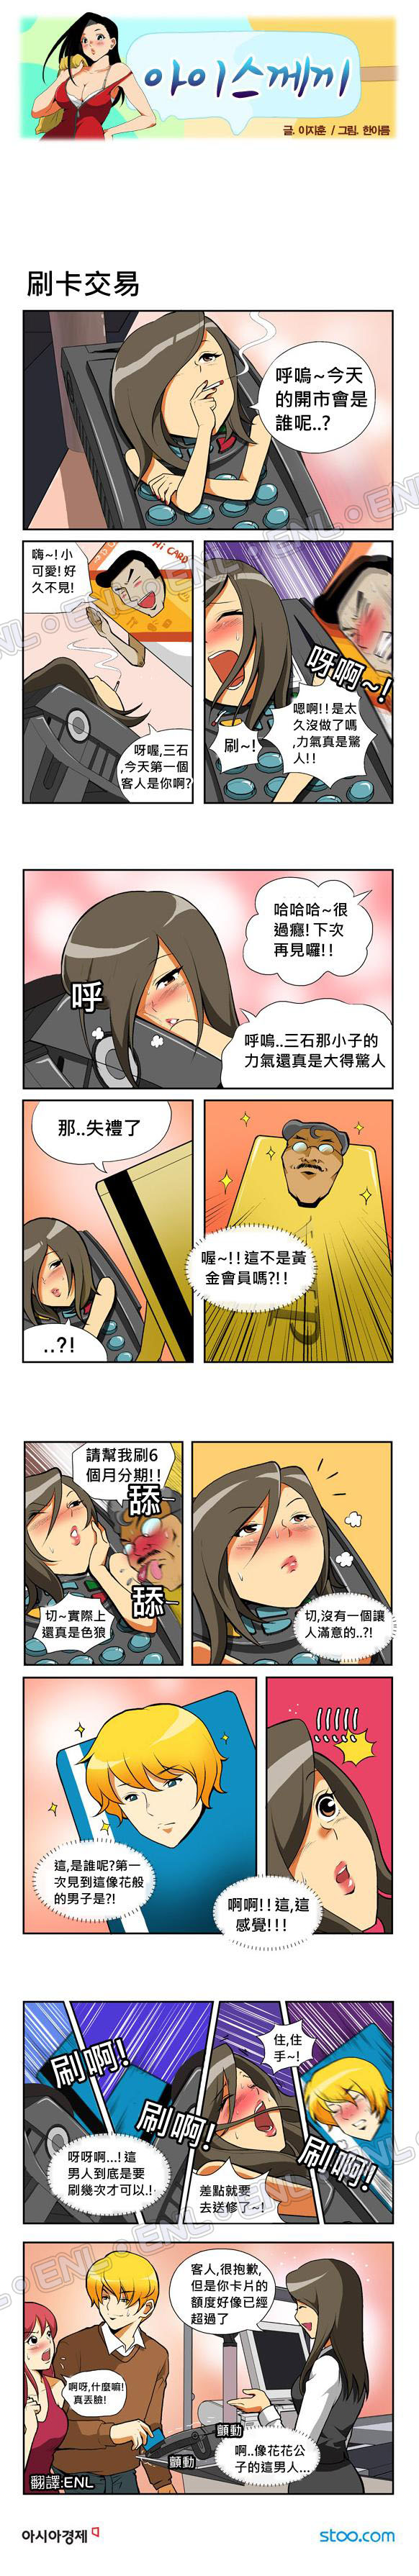 아이스께끼
글. 이지훈 / 그림. 한아름
刷卡交易
呼嗚~今天
的開市會是
誰呢..?
嗨~! 小
可愛! 好
久不見!
Hi CARD
呀喔,三石
,今天第一個
客人是你啊?
呀啊~!
刷~!
嗯啊!! 是太
久沒做了嗎
,力氣真是驚
人!!
哈哈哈~很
過癮! 下次
再見囉!!
呼
呼嗚..三石那小子的
力氣還真是大得驚人
那..失禮了
..?!
喔~!! 這不是黃
金會員嗎?!!
請幫我刷6
個月分期!!
舔─
舔─
切~實際上
還真是色狼
切,沒有一個讓
人滿意的..?!
這,是誰呢?第一
次見到這像花般
的男子是?!
!!!!!
啊啊!! 這,這
感覺!!!
刷啊!
刷啊!
住,住
手~!
刷啊!
呀呀啊...! 這
男人到底是要
刷幾次才可以.!
差點就要
去送修了~!
客人,很抱歉,
但是你卡片的
額度好像已經
超過了
啊呀,什麼嘛!
真丟臉!
顫動
顫動
啊..像花花公
子的這男人...
翻譯:ENL
ENL
아시아경제
stoo.com